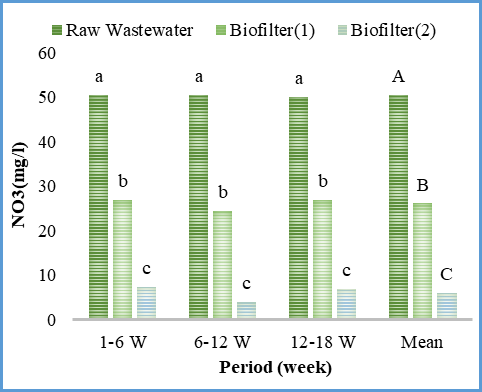 Raw Wastewater Biofilter(1) Biofilter(2)
60
50
40
30
20
10
0
NO3(mg/l)
a a a A
b b b B
c c c C
1-6 W 6-12 W 12-18 W Mean
Period (week)